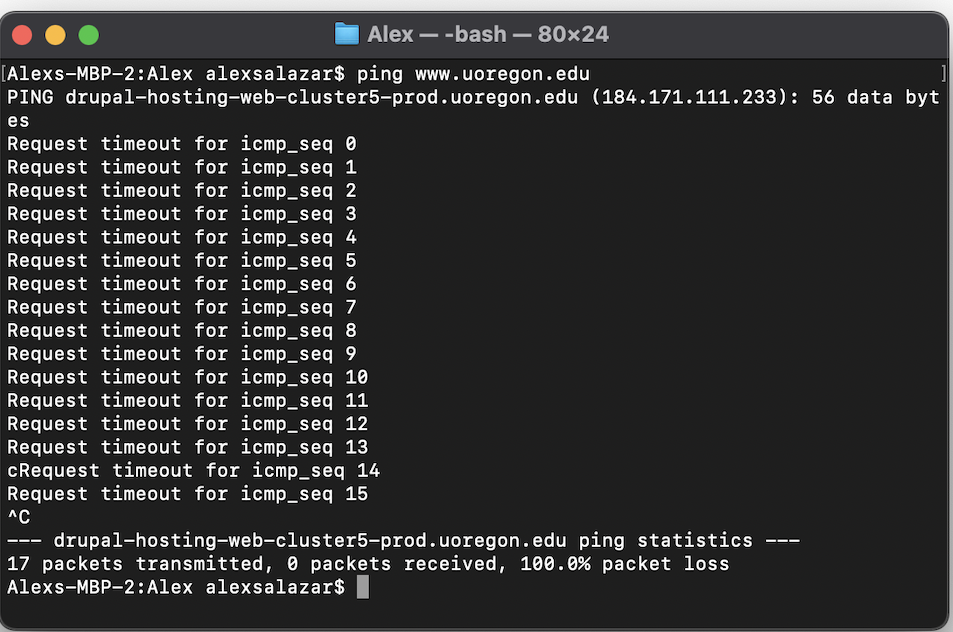 Alex — -bash — 80×24
[Alexs-MBP-2:Alex alexsalazar$ ping www.uoregon.edu ]
PING drupal-hosting-web-cluster5-prod.uoregon.edu (184.171.111.233): 56 data byt
es
Request timeout for icmp_seq 0
Request timeout for icmp_seq 1
Request timeout for icmp_seq 2
Request timeout for icmp_seq 3
Request timeout for icmp_seq 4
Request timeout for icmp_seq 5
Request timeout for icmp_seq 6
Request timeout for icmp_seq 7
Request timeout for icmp_seq 8
Request timeout for icmp_seq 9
Request timeout for icmp_seq 10
Request timeout for icmp_seq 11
Request timeout for icmp_seq 12
Request timeout for icmp_seq 13
cRequest timeout for icmp_seq 14
Request timeout for icmp_seq 15
^C
--- drupal-hosting-web-cluster5-prod.uoregon.edu ping statistics ---
17 packets transmitted, 0 packets received, 100.0% packet loss
Alexs-MBP-2:Alex alexsalazar$